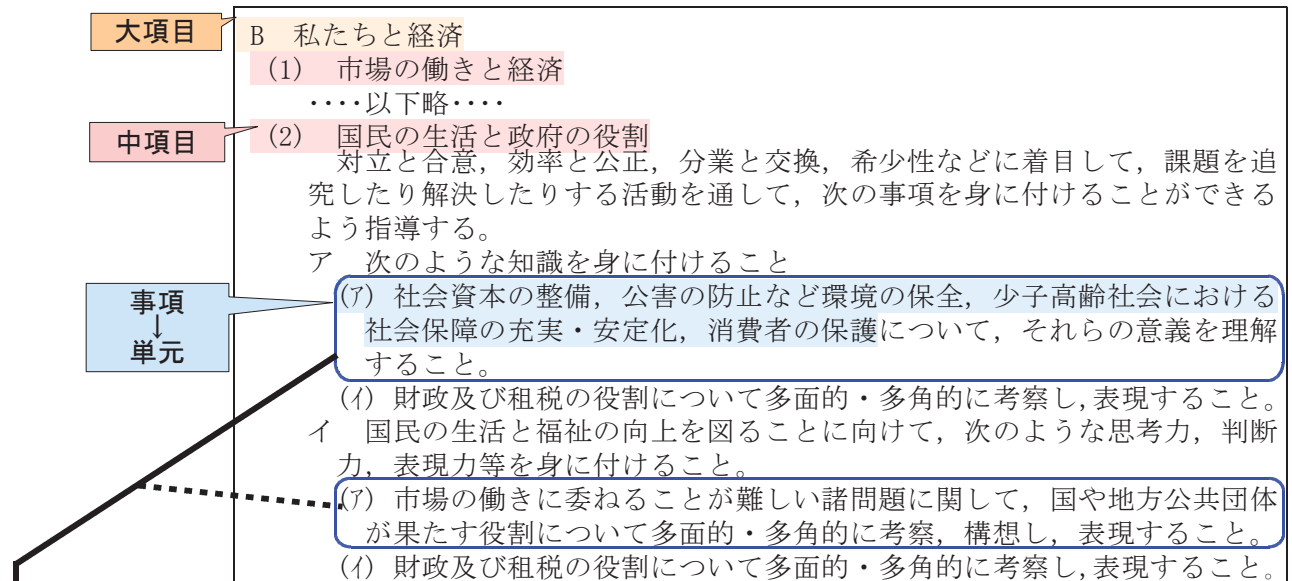 大項目
B 私たちと経済
(1) 市場の働きと経済
‥‥以下略‥‥
中項目
(2) 国民の生活と政府の役割
対立と合意，効率と公正，分業と交換，希少性などに着目して，課題を追
究したり解決したりする活動を通して，次の事項を身に付けることができる
よう指導する。
ア 次のような知識を身に付けること
事項
↓
単元
(ｱ) 社会資本の整備，公害の防止など環境の保全，少子高齢社会における
社会保障の充実・安定化，消費者の保護について，それらの意義を理解
すること。
(ｲ) 財政及び租税の役割について多面的・多角的に考察し,表現すること。
イ 国民の生活と福祉の向上を図ることに向けて，次のような思考力，判断
力，表現力等を身に付けること。
(ｱ) 市場の働きに委ねることが難しい諸問題に関して，国や地方公共団体
が果たす役割について多面的・多角的に考察，構想し，表現すること。
(ｲ) 財政及び租税の役割について多面的・多角的に考察し,表現すること。